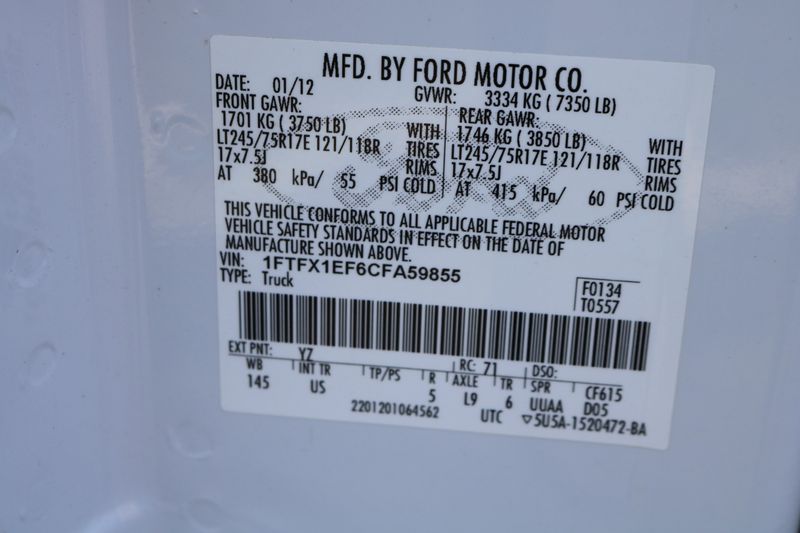 MFD. BY FORD MOTOR CO.
DATE: 01/12 GVWR: 3334 KG ( 7350 LB)
FRONT GAWR: REAR GAWR:
1701 KG ( 3750 LB) WITH 1746 KG ( 3850 LB) WITH
LT245/75R17E 121/118R TIRES LT245/75R17E 121/118R TIRES
17x7.5J RIMS 17x7.5J RIMS
AT 380 kPa/ 55 PSI COLD AT 415 kPa/ 60 PSI COLD
THIS VEHICLE CONFORMS TO ALL APPLICABLE FEDERAL MOTOR
VEHICLE SAFETY STANDARDS IN EFFECT ON THE DATE OF
MANUFACTURE SHOWN ABOVE.
VIN: 1FTFX1EF6CFA59855
TYPE: Truck
F0134
T0557
EXT PNT: YZ RC: 71 DSO:
WB INT TR TP/PS R AXLE TR SPR CF615
145 US 5 L9 6 UUAA D05
2201201064562 UTC ▽5U5A-1520472-BA